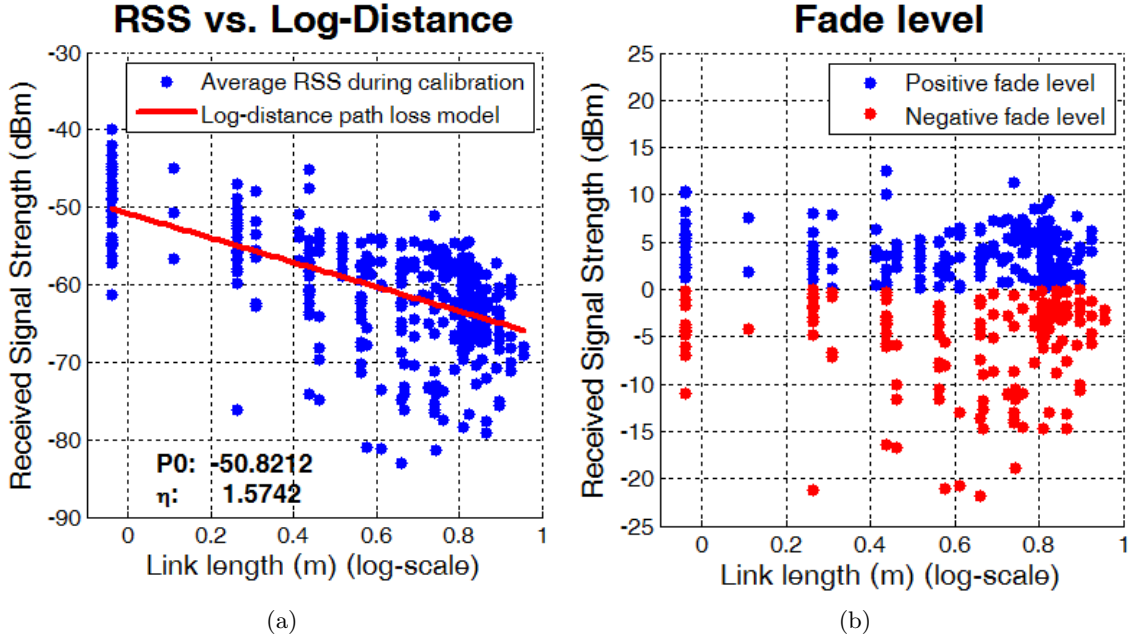 RSS vs. Log-Distance
Received Signal Strength (dBm)
-30
-40
-50
-60
-70
-80
-90
Average RSS during calibration
Log-distance path loss model
P0: -50.8212
η: 1.5742
0 0.2 0.4 0.6 0.8 1
Link length (m) (log-scale)
(a)
Fade level
Received Signal Strength (dBm)
25
20
15
10
5
0
-5
-10
-15
-20
-25
Positive fade level
Negative fade level
0 0.2 0.4 0.6 0.8 1
Link length (m) (log-scale)
(b)